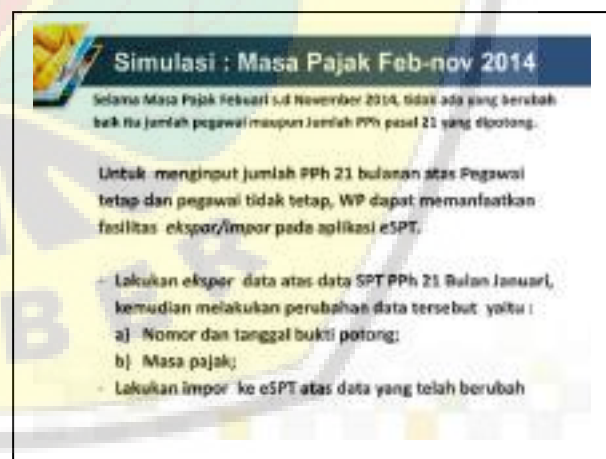 Simulasi : Masa Pajak Feb-nov 2014
Selama Masa Pajak Febuari s.d November 2014, tidak ada yang berubah
baik itu jumlah pegawai maupun Jumlah PPh pasal 21 yang dipotong.
Untuk menginput jumlah PPh 21 bulanan atas Pegawai
tetap dan pegawai tidak tetap, WP dapat memanfaatkan
fasilitas ekspor/impor pada aplikasi eSPT.
- Lakukan ekspor data atas data SPT PPh 21 Bulan Januari,
kemudian melakukan perubahan data tersebut yaitu :
a) Nomor dan tanggal bukti potong;
b) Masa pajak;
- Lakukan impor ke eSPT atas data yang telah berubah